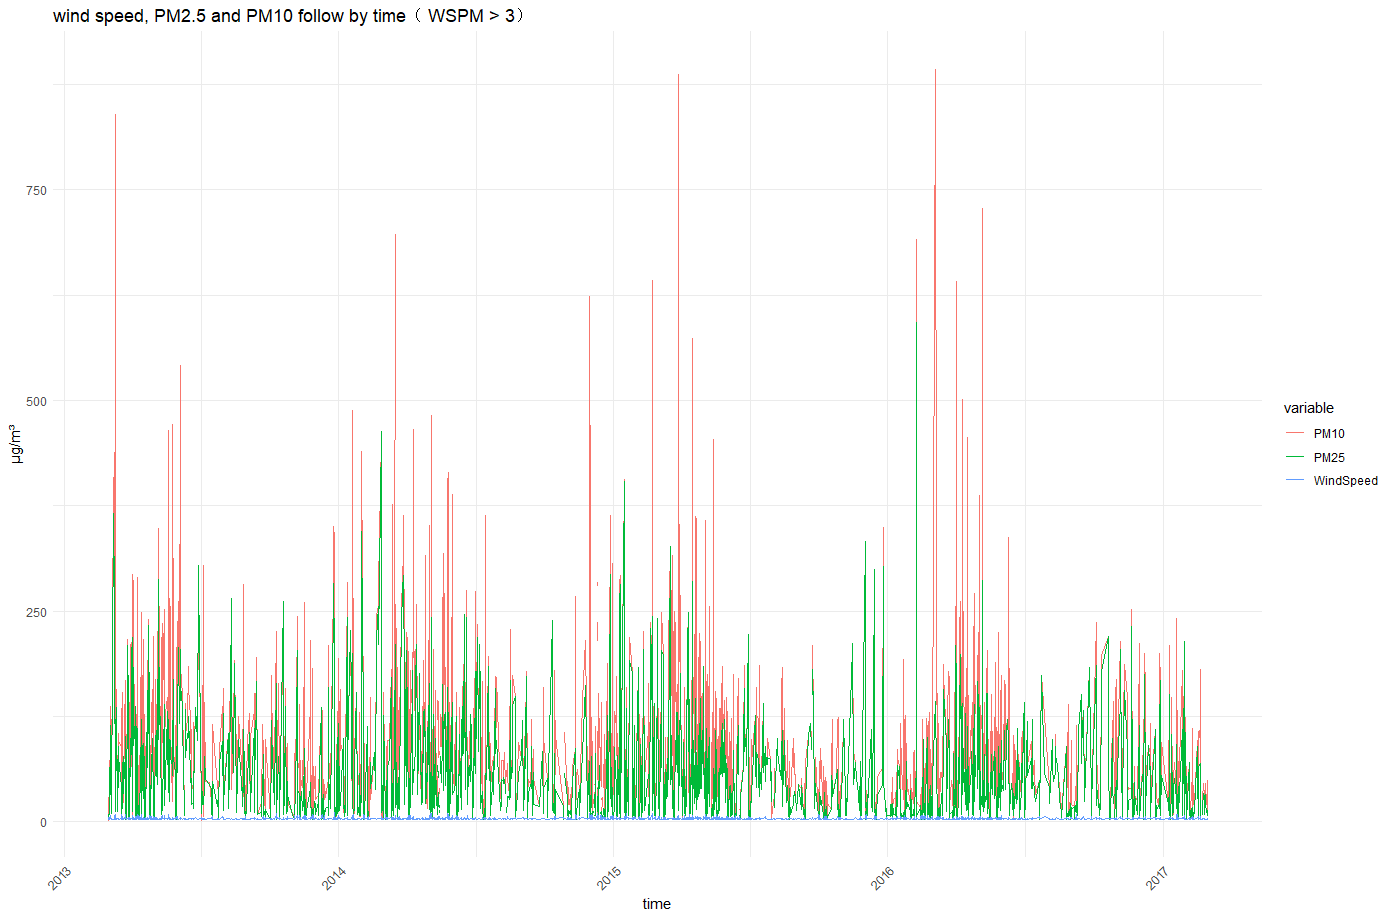 wind speed, PM2.5 and PM10 follow by time（ WSPM > 3）
750
500
250
0
µg/m³
2013
2014
2015
2016
2017
time
variable
PM10
PM25
WindSpeed